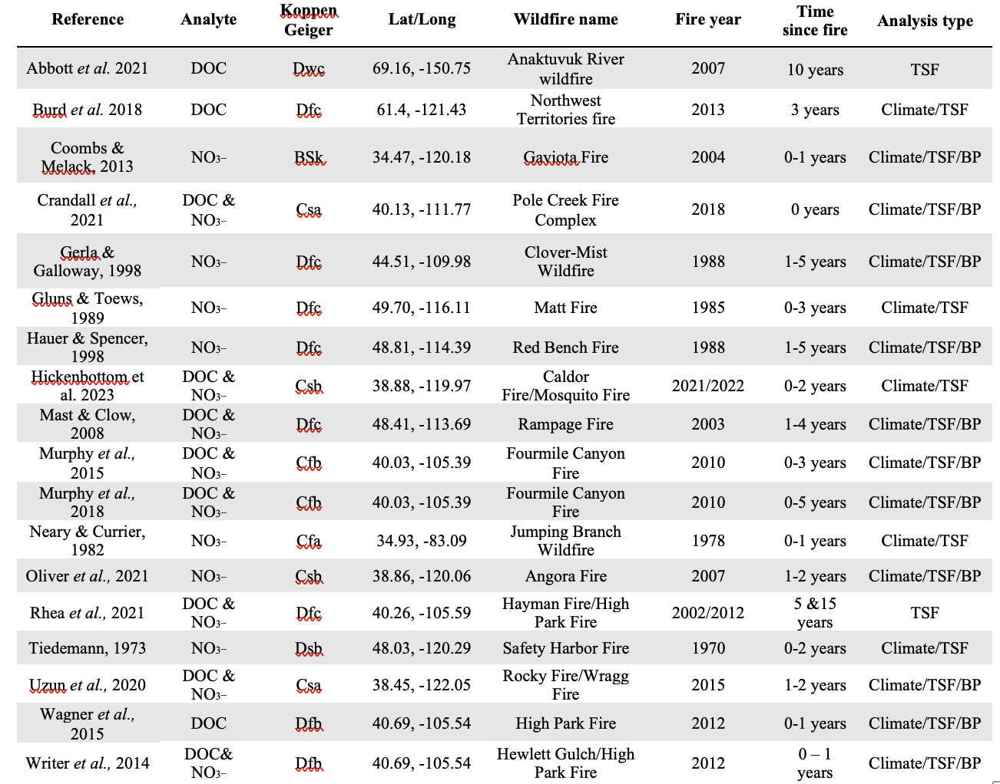 Reference Analyte Koppen Geiger Lat/Long Wildfire name Fire year Time since fire Analysis type
Abbott et al. 2021 DOC Dwc 69.16, -150.75 Anaktuvuk River wildfire 2007 10 years TSF
Burd et al. 2018 DOC Dfc 61.4, -121.43 Northwest Territories fire 2013 3 years Climate/TSF
Coombs & Melack, 2013 NO3− BSk 34.47, -120.18 Gaviota Fire 2004 0-1 years Climate/TSF/BP
Crandall et al., 2021 DOC & NO3− Csa 40.13, -111.77 Pole Creek Fire Complex 2018 0 years Climate/TSF/BP
Gerla & Galloway, 1998 NO3− Dfc 44.51, -109.98 Clover-Mist Wildfire 1988 1-5 years Climate/TSF/BP
Gluns & Toews, 1989 NO3− Dfc 49.70, -116.11 Matt Fire 1985 0-3 years Climate/TSF
Hauer & Spencer, 1998 NO3− Dfc 48.81, -114.39 Red Bench Fire 1988 1-5 years Climate/TSF/BP
Hickenbottom et al. 2023 DOC & NO3− Csb 38.88, -119.97 Caldor Fire/Mosquito Fire 2021/2022 0-2 years Climate/TSF
Mast & Clow, 2008 DOC & NO3− Dfc 48.41, -113.69 Rampage Fire 2003 1-4 years Climate/TSF/BP
Murphy et al., 2015 DOC & NO3− Cfb 40.03, -105.39 Fourmile Canyon Fire 2010 0-3 years Climate/TSF/BP
Murphy et al., 2018 DOC & NO3− Cfb 40.03, -105.39 Fourmile Canyon Fire 2010 0-5 years Climate/TSF/BP
Neary & Currier, 1982 NO3− Cfa 34.93, -83.09 Jumping Branch Wildfire 1978 0-1 years Climate/TSF
Oliver et al., 2021 NO3− Csb 38.86, -120.06 Angora Fire 2007 1-2 years Climate/TSF/BP
Rhea et al., 2021 DOC & NO3− Dfc 40.26, -105.59 Hayman Fire/High Park Fire 2002/2012 5 &15 years TSF
Tiedemann, 1973 NO3− Dsb 48.03, -120.29 Safety Harbor Fire 1970 0-2 years Climate/TSF
Uzun et al., 2020 DOC & NO3− Csa 38.45, -122.05 Rocky Fire/Wragg Fire 2015 1-2 years Climate/TSF/BP
Wagner et al., 2015 DOC Dfb 40.69, -105.54 High Park Fire 2012 0-1 years Climate/TSF/BP
Writer et al., 2014 DOC& NO3− Dfb 40.69, -105.54 Hewlett Gulch/High Park Fire 2012 0 – 1 years Climate/TSF/BP